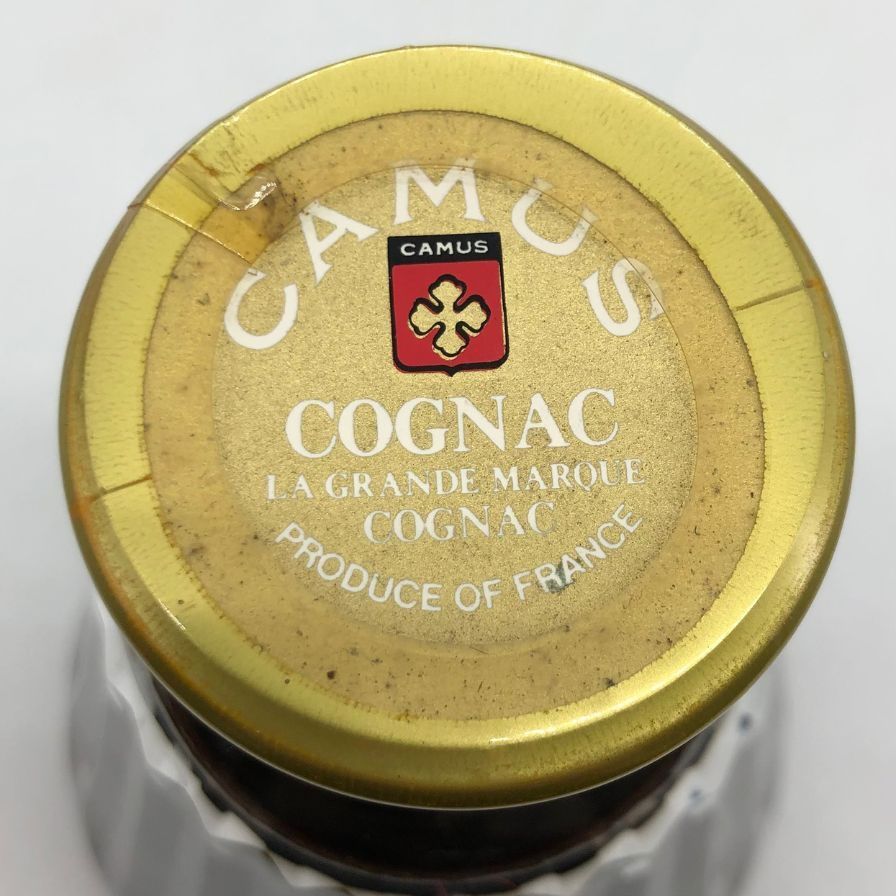 CAMUS
CAMUS
COGNAC
LA GRANDE MARQUE
COGNAC
PRODUCE OF FRANCE